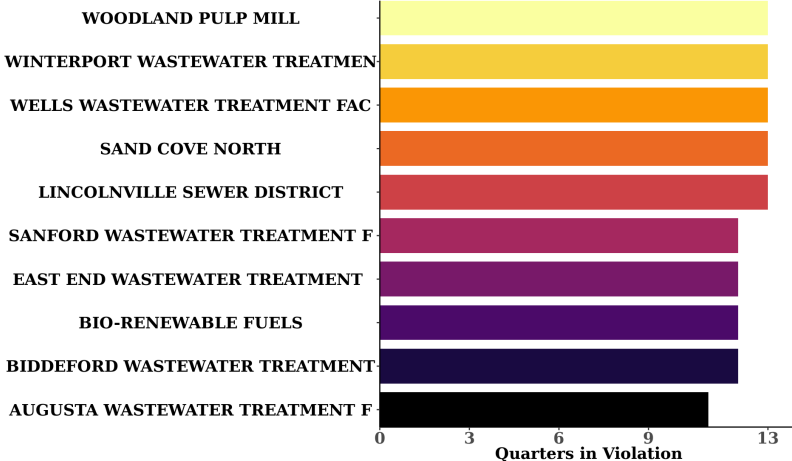 WOODLAND PULP MILL
WINTERPORT WASTEWATER TREATMEN
WELLS WASTEWATER TREATMENT FAC
SAND COVE NORTH
LINCOLNVILLE SEWER DISTRICT
SANFORD WASTEWATER TREATMENT F
EAST END WASTEWATER TREATMENT
BIO-RENEWABLE FUELS
BIDDEFORD WASTEWATER TREATMENT
AUGUSTA WASTEWATER TREATMENT F
0 3 6 9 13
Quarters in Violation